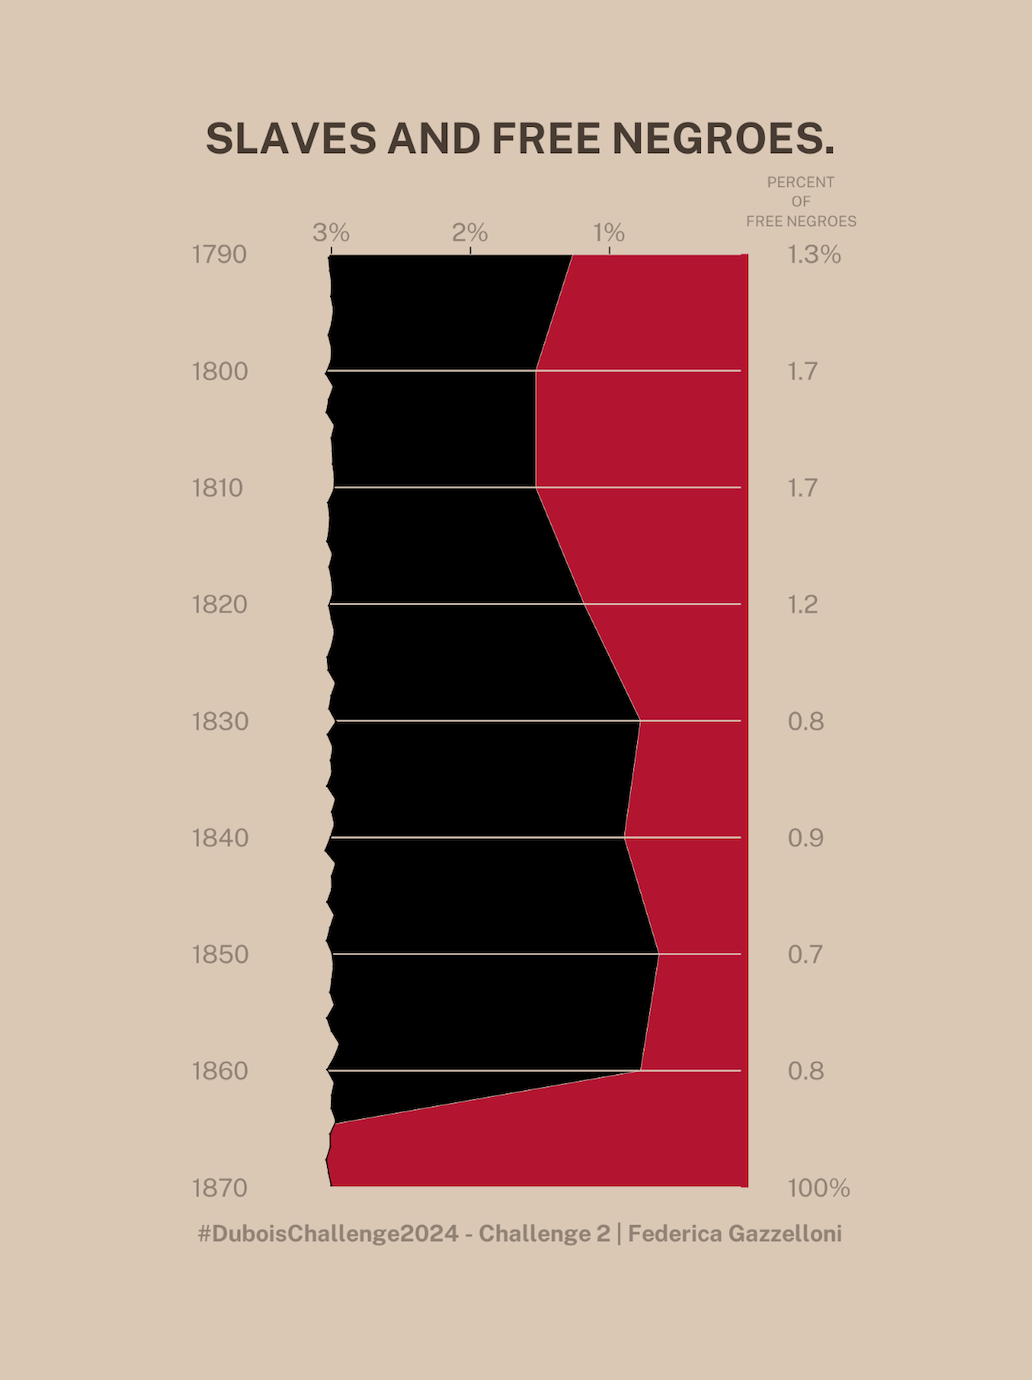 SLAVES AND FREE NEGROES.
PERCENT
OF
FREE NEGROES
3% 2% 1%
1790 1.3%
1800 1.7
1810 1.7
1820 1.2
1830 0.8
1840 0.9
1850 0.7
1860 0.8
1870 100%
#DuboisChallenge2024 - Challenge 2 | Federica Gazzelloni